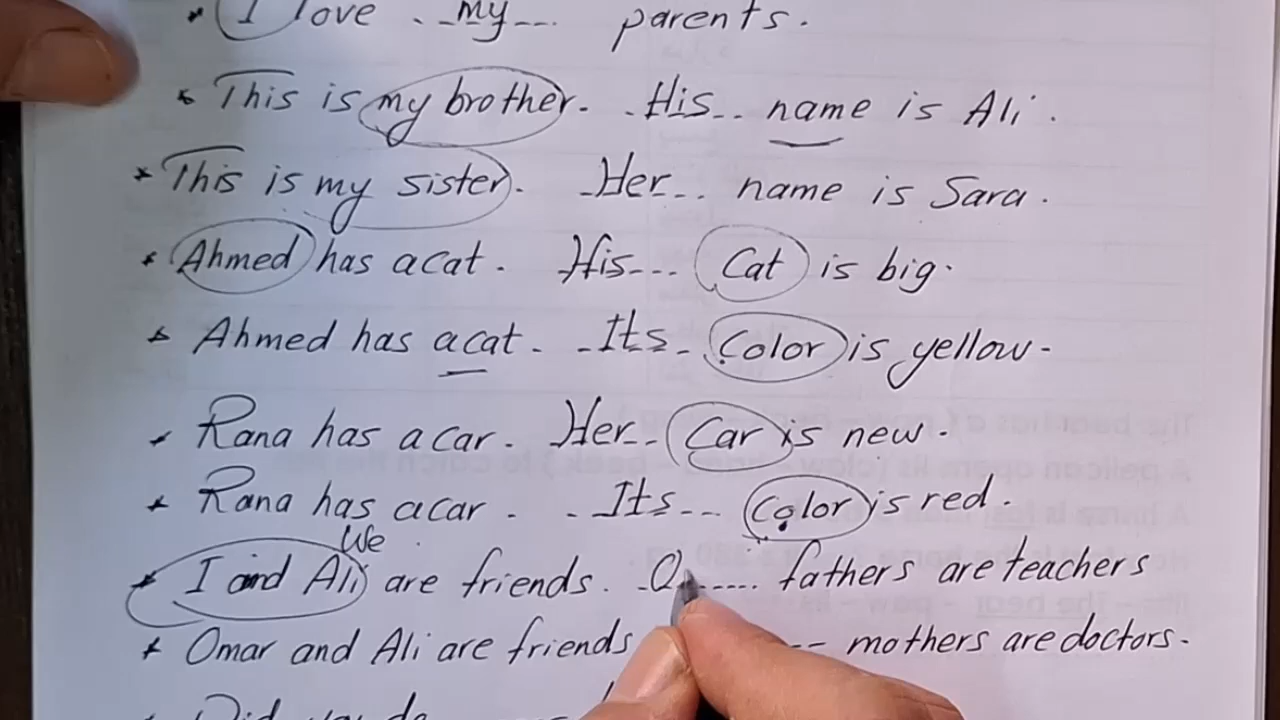 * I love . my... parents.
* This is my brother. .His.. name is Ali.
* This is my sister. .Her.. name is Sara.
* Ahmed has a cat. His... Cat is big.
* Ahmed has a cat. .Its. Color is yellow.
* Rana has a car. Her. Car is new.
* Rana has a car. .Its... Color is red.
We
* I and Ali are friends. .O..... fathers are teachers
* Omar and Ali are friends -- mothers are doctors.
* Did you do